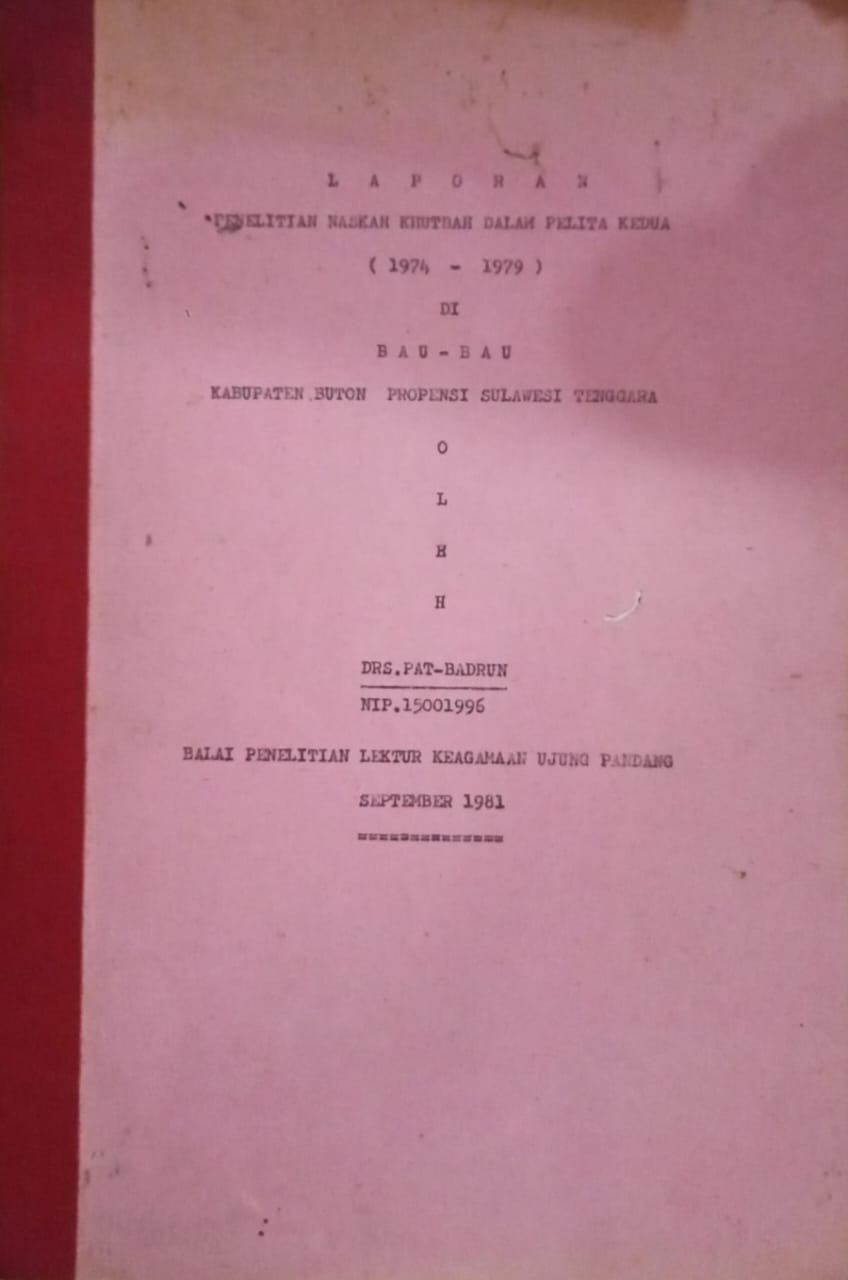 L A P O R A N
PENELITIAN NASKAH KHUTBAH DALAM PELITA KEDUA
( 1974 - 1979 )
DI
B A U - B A U
KABUPATEN BUTON PROPENSI SULAWESI TENGGARA
O
L
E
H
DRS.PAT-BADRUN
NIP.15001996
BALAI PENELITIAN LEKTUR KEAGAMAAN UJUNG PANDANG
SEPTEMBER 1981
==============